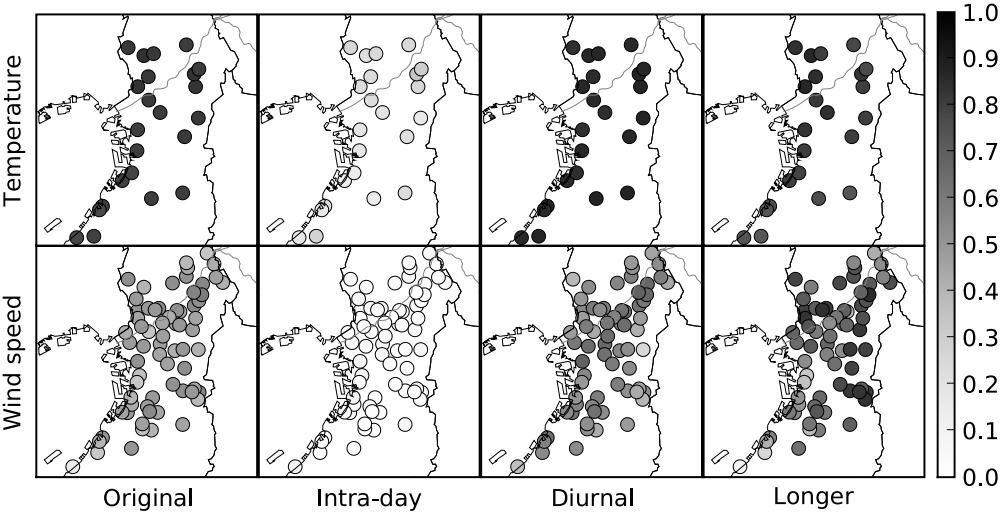 Temperature
Wind speed
Original
Intra-day
Diurnal
Longer
1.0
0.9
0.8
0.7
0.6
0.5
0.4
0.3
0.2
0.1
0.0